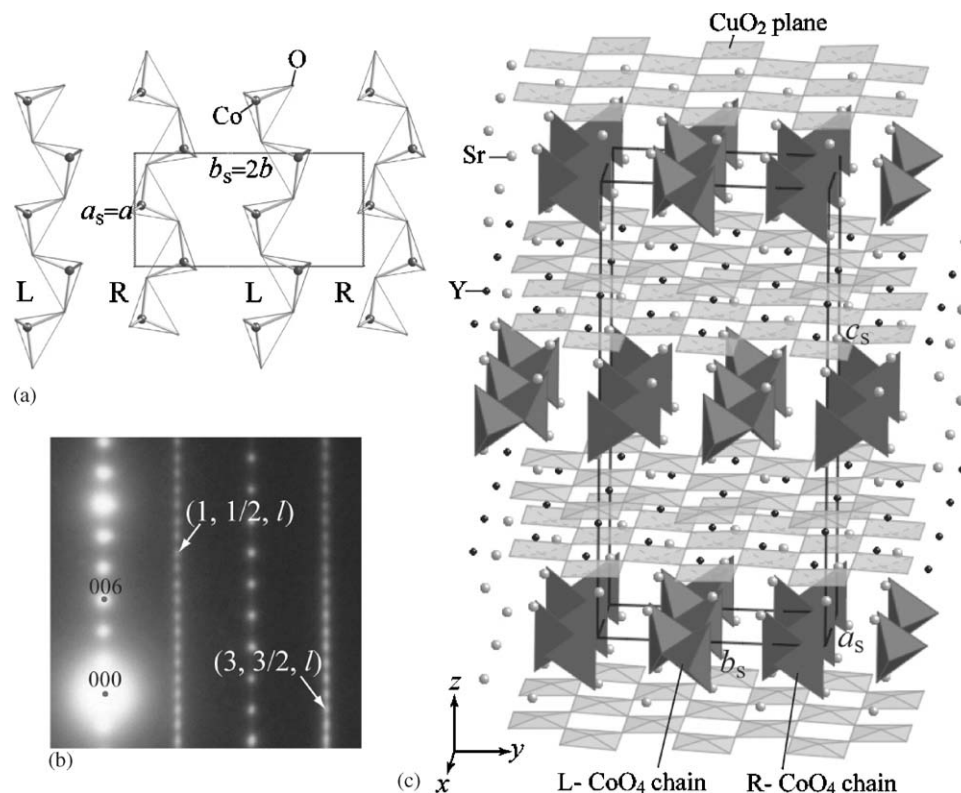 (a)
O
Co
bₛ=2b
aₛ=a
L
R
L
R
(b)
(1, 1/2, l)
006
(3, 3/2, l)
000
(c)
CuO₂ plane
Sr
Y
cₛ
aₛ
bₛ
z
y
x
L- CoO₄ chain
R- CoO₄ chain